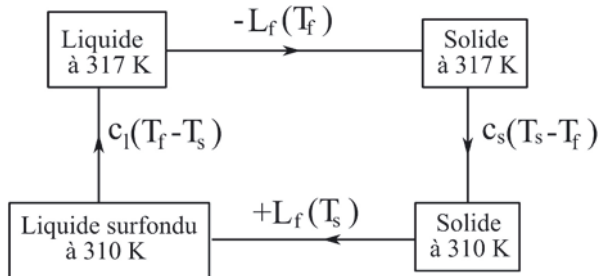 Liquide
à 317 K
-L_f(T_f)
Solide
à 317 K
c_l(T_f-T_s)
c_s(T_s-T_f)
Liquide surfondu
à 310 K
+L_f(T_s)
Solide
à 310 K